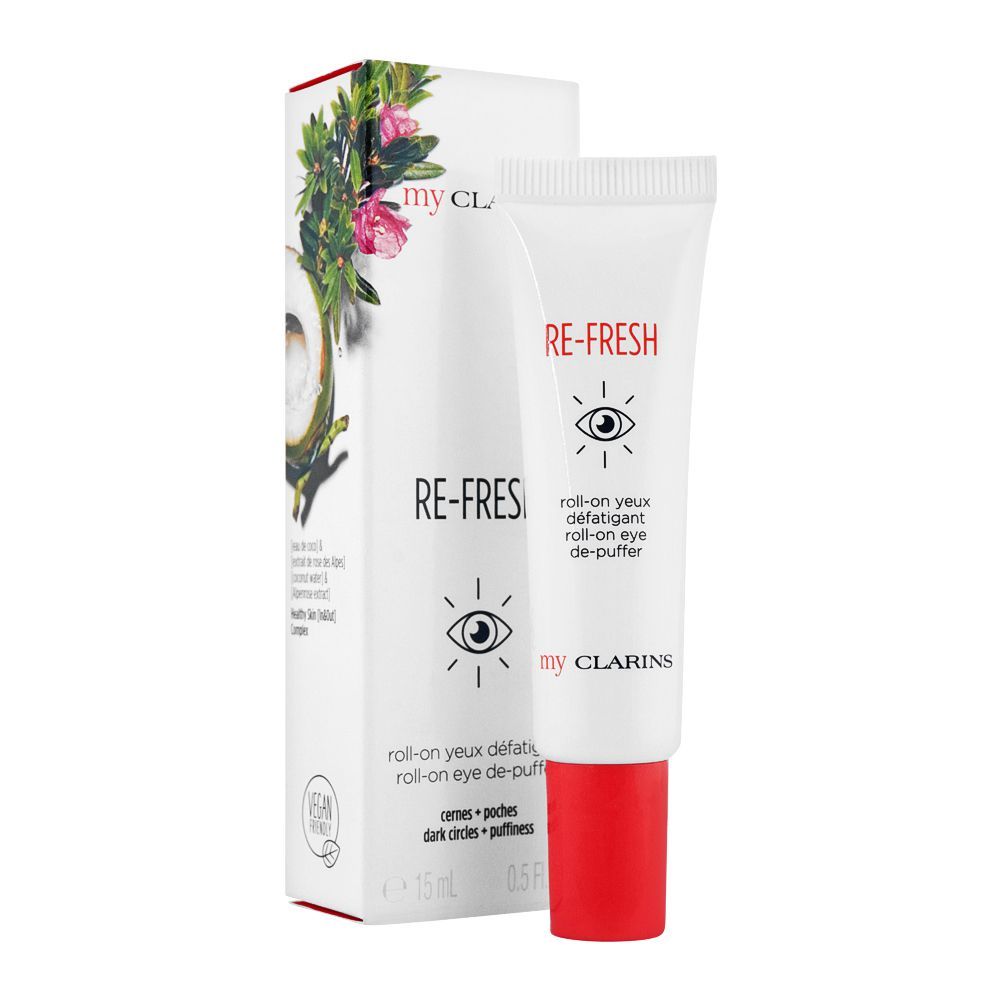 my CLA
RE-FRES
[eau de coco] &
[extrait de rose des Alpes]
[coconut water] &
[Alpenrose extract]
Healthy Skin [In&Out]
Complex
roll-on yeux défatig
roll-on eye de-puffe
cernes + poches
dark circles + puffiness
VEGAN
FRIENDLY
e 15 mL 0.5 Fl.
RE-FRESH
roll-on yeux
défatigant
roll-on eye
de-puffer
my CLARINS